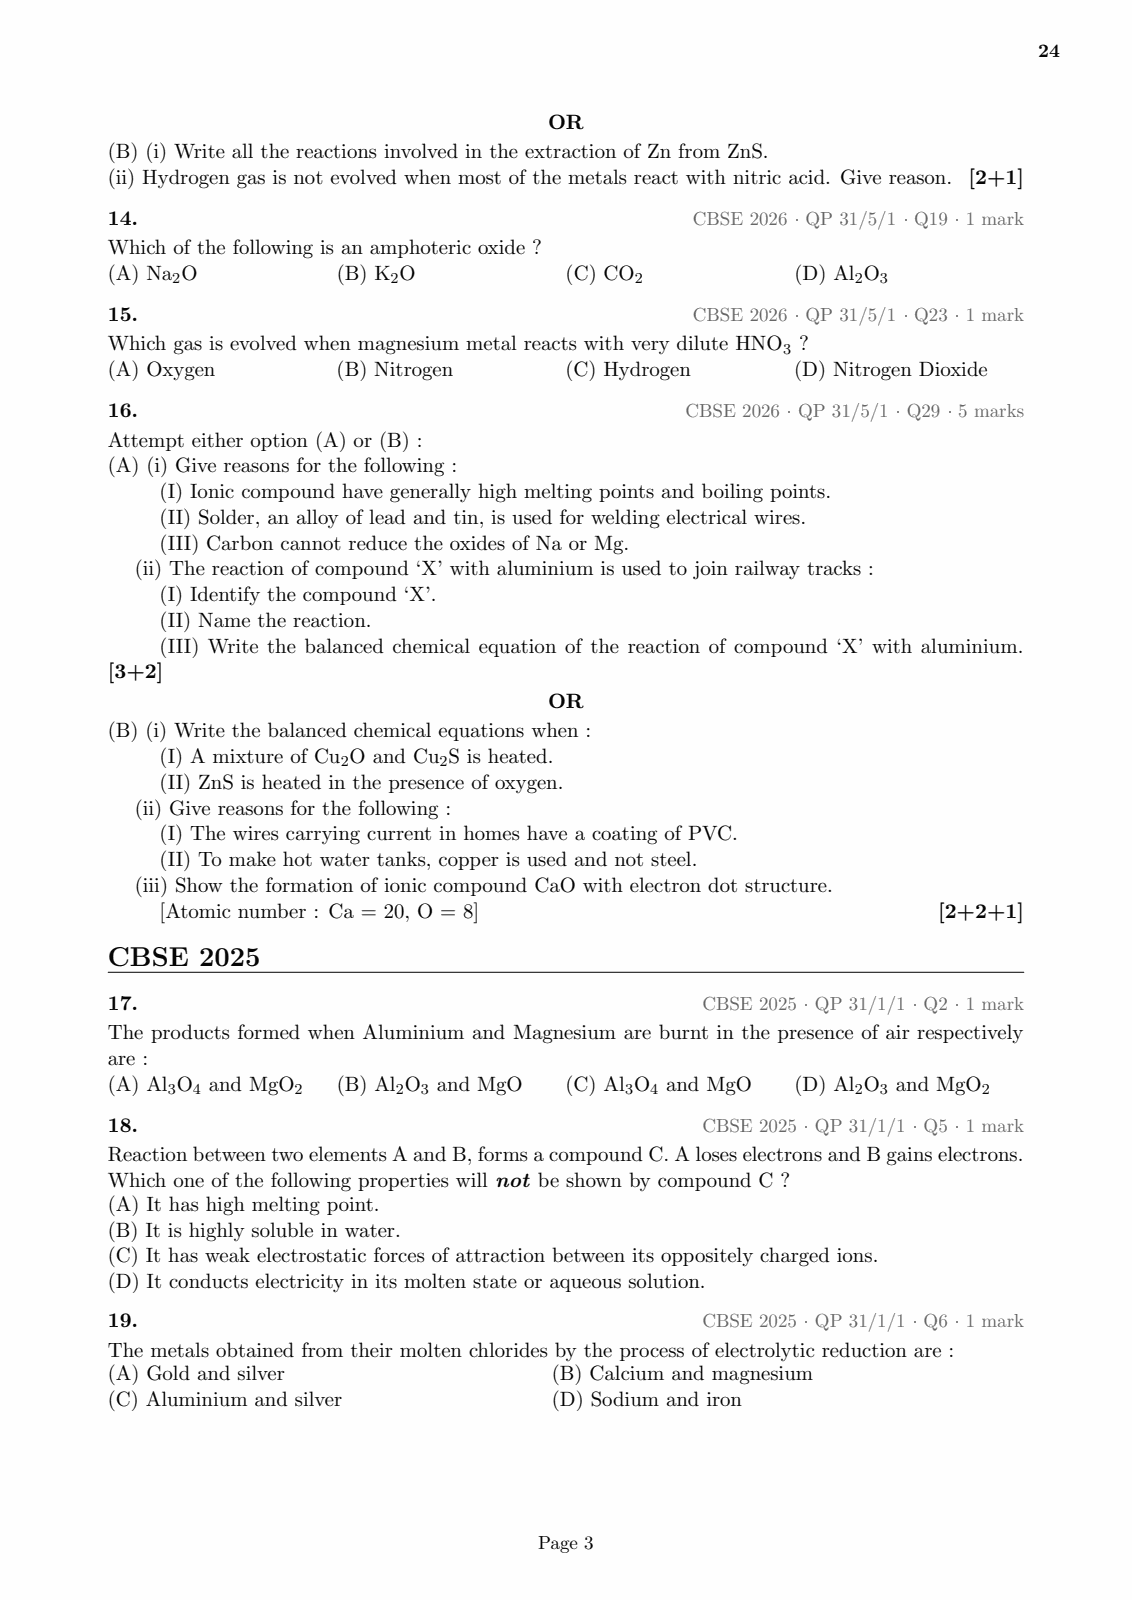 24
OR
(B) (i) Write all the reactions involved in the extraction of Zn from ZnS.
(ii) Hydrogen gas is not evolved when most of the metals react with nitric acid. Give reason. [2+1]
14. CBSE 2026 · QP 31/5/1 · Q19 · 1 mark
Which of the following is an amphoteric oxide ?
(A) Na₂O (B) K₂O (C) CO₂ (D) Al₂O₃
15. CBSE 2026 · QP 31/5/1 · Q23 · 1 mark
Which gas is evolved when magnesium metal reacts with very dilute HNO₃ ?
(A) Oxygen (B) Nitrogen (C) Hydrogen (D) Nitrogen Dioxide
16. CBSE 2026 · QP 31/5/1 · Q29 · 5 marks
Attempt either option (A) or (B) :
(A) (i) Give reasons for the following :
(I) Ionic compound have generally high melting points and boiling points.
(II) Solder, an alloy of lead and tin, is used for welding electrical wires.
(III) Carbon cannot reduce the oxides of Na or Mg.
(ii) The reaction of compound ‘X’ with aluminium is used to join railway tracks :
(I) Identify the compound ‘X’.
(II) Name the reaction.
(III) Write the balanced chemical equation of the reaction of compound ‘X’ with aluminium.
[3+2]
OR
(B) (i) Write the balanced chemical equations when :
(I) A mixture of Cu₂O and Cu₂S is heated.
(II) ZnS is heated in the presence of oxygen.
(ii) Give reasons for the following :
(I) The wires carrying current in homes have a coating of PVC.
(II) To make hot water tanks, copper is used and not steel.
(iii) Show the formation of ionic compound CaO with electron dot structure.
[Atomic number : Ca = 20, O = 8] [2+2+1]
CBSE 2025
17. CBSE 2025 · QP 31/1/1 · Q2 · 1 mark
The products formed when Aluminium and Magnesium are burnt in the presence of air respectively
are :
(A) Al₃O₄ and MgO₂ (B) Al₂O₃ and MgO (C) Al₃O₄ and MgO (D) Al₂O₃ and MgO₂
18. CBSE 2025 · QP 31/1/1 · Q5 · 1 mark
Reaction between two elements A and B, forms a compound C. A loses electrons and B gains electrons.
Which one of the following properties will not be shown by compound C ?
(A) It has high melting point.
(B) It is highly soluble in water.
(C) It has weak electrostatic forces of attraction between its oppositely charged ions.
(D) It conducts electricity in its molten state or aqueous solution.
19. CBSE 2025 · QP 31/1/1 · Q6 · 1 mark
The metals obtained from their molten chlorides by the process of electrolytic reduction are :
(A) Gold and silver (B) Calcium and magnesium
(C) Aluminium and silver (D) Sodium and iron
Page 3